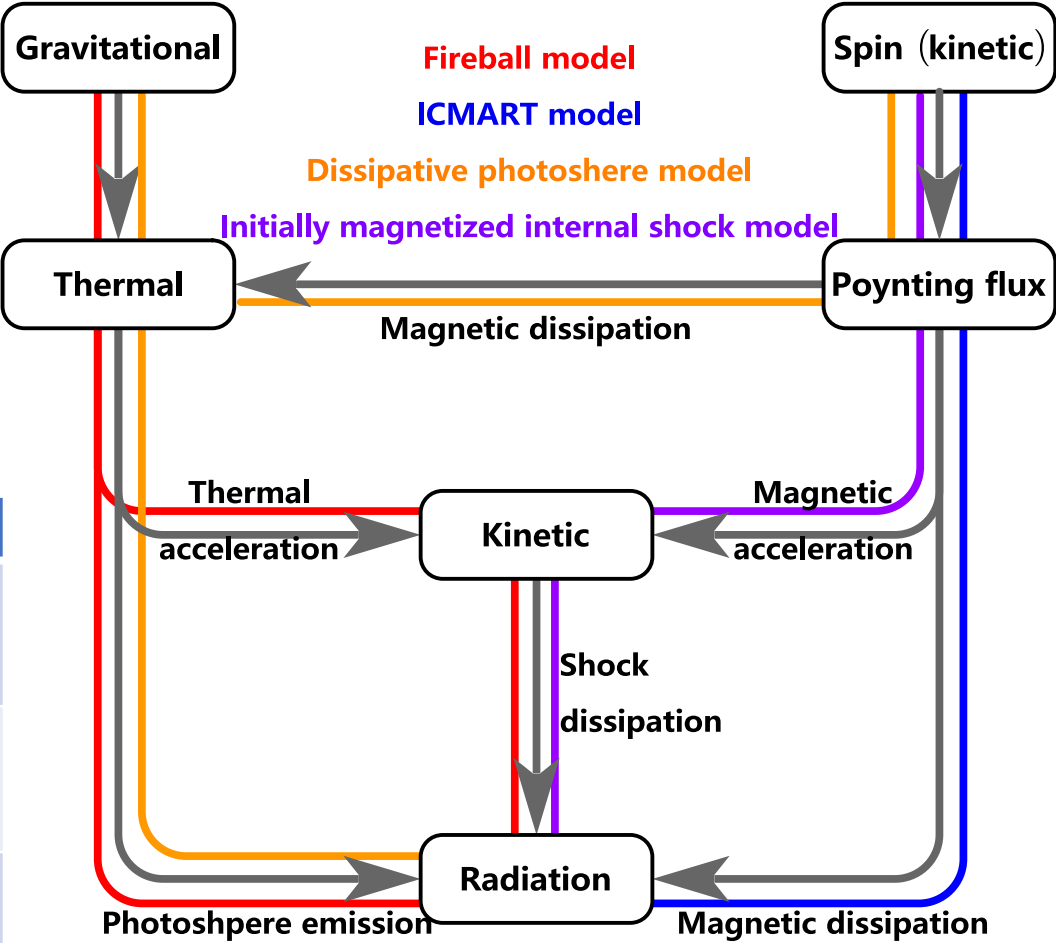 Gravitational
Spin (kinetic)
Fireball model
ICMART model
Dissipative photoshere model
Initially magnetized internal shock model
Thermal
Poynting flux
Magnetic dissipation
Thermal
acceleration
Kinetic
Magnetic
acceleration
Shock
dissipation
Radiation
Photoshpere emission
Magnetic dissipation